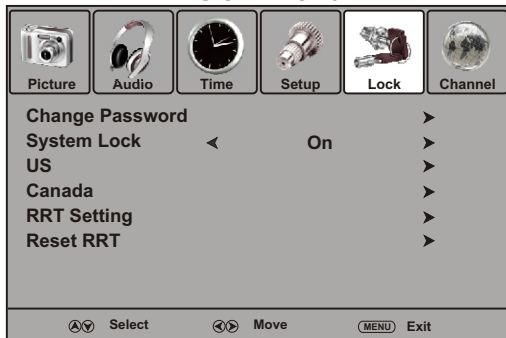 Picture Audio Time Setup Lock Channel
Change Password
System Lock On
US
Canada
RRT Setting
Reset RRT
Select Move MENU Exit